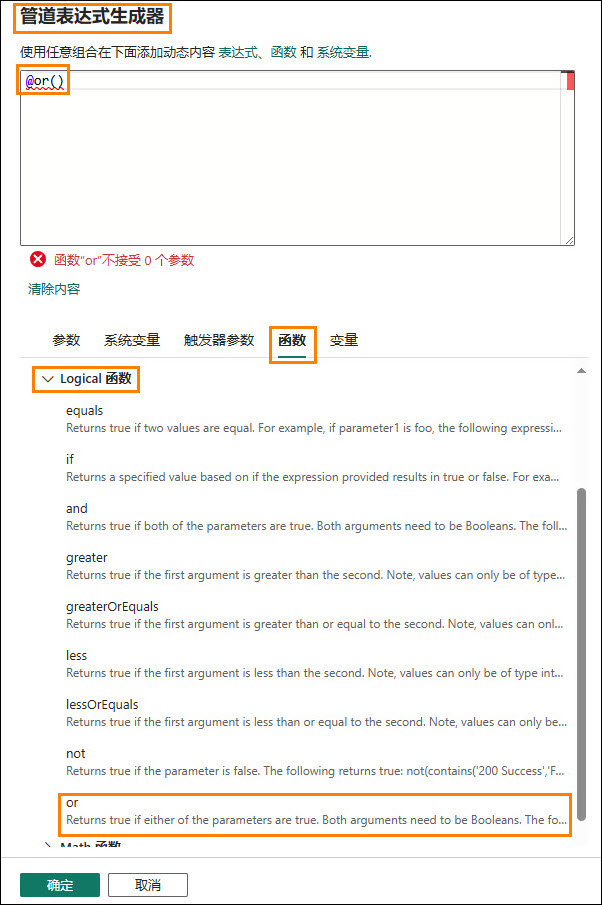 管道表达式生成器
使用任意组合在下面添加动态内容 表达式、函数 和 系统变量.
@or()
函数“or”不接受 0 个参数
清除内容
参数 系统变量 触发器参数 函数 变量
Logical 函数
equals
Returns true if two values are equal. For example, if parameter1 is foo, the following expressi...
if
Returns a specified value based on if the expression provided results in true or false. For exa...
and
Returns true if both of the parameters are true. Both arguments need to be Booleans. The foll...
greater
Returns true if the first argument is greater than the second. Note, values can only be of type...
greaterOrEquals
Returns true if the first argument is greater than or equal to the second. Note, values can onl...
less
Returns true if the first argument is less than the second. Note, values can only be of type int...
lessOrEquals
Returns true if the first argument is less than or equal to the second. Note, values can only be...
not
Returns true if the parameter is false. The following returns true: not(contains('200 Success','F...
or
Returns true if either of the parameters are true. Both arguments need to be Booleans. The fo...
Math 函数
确定 取消